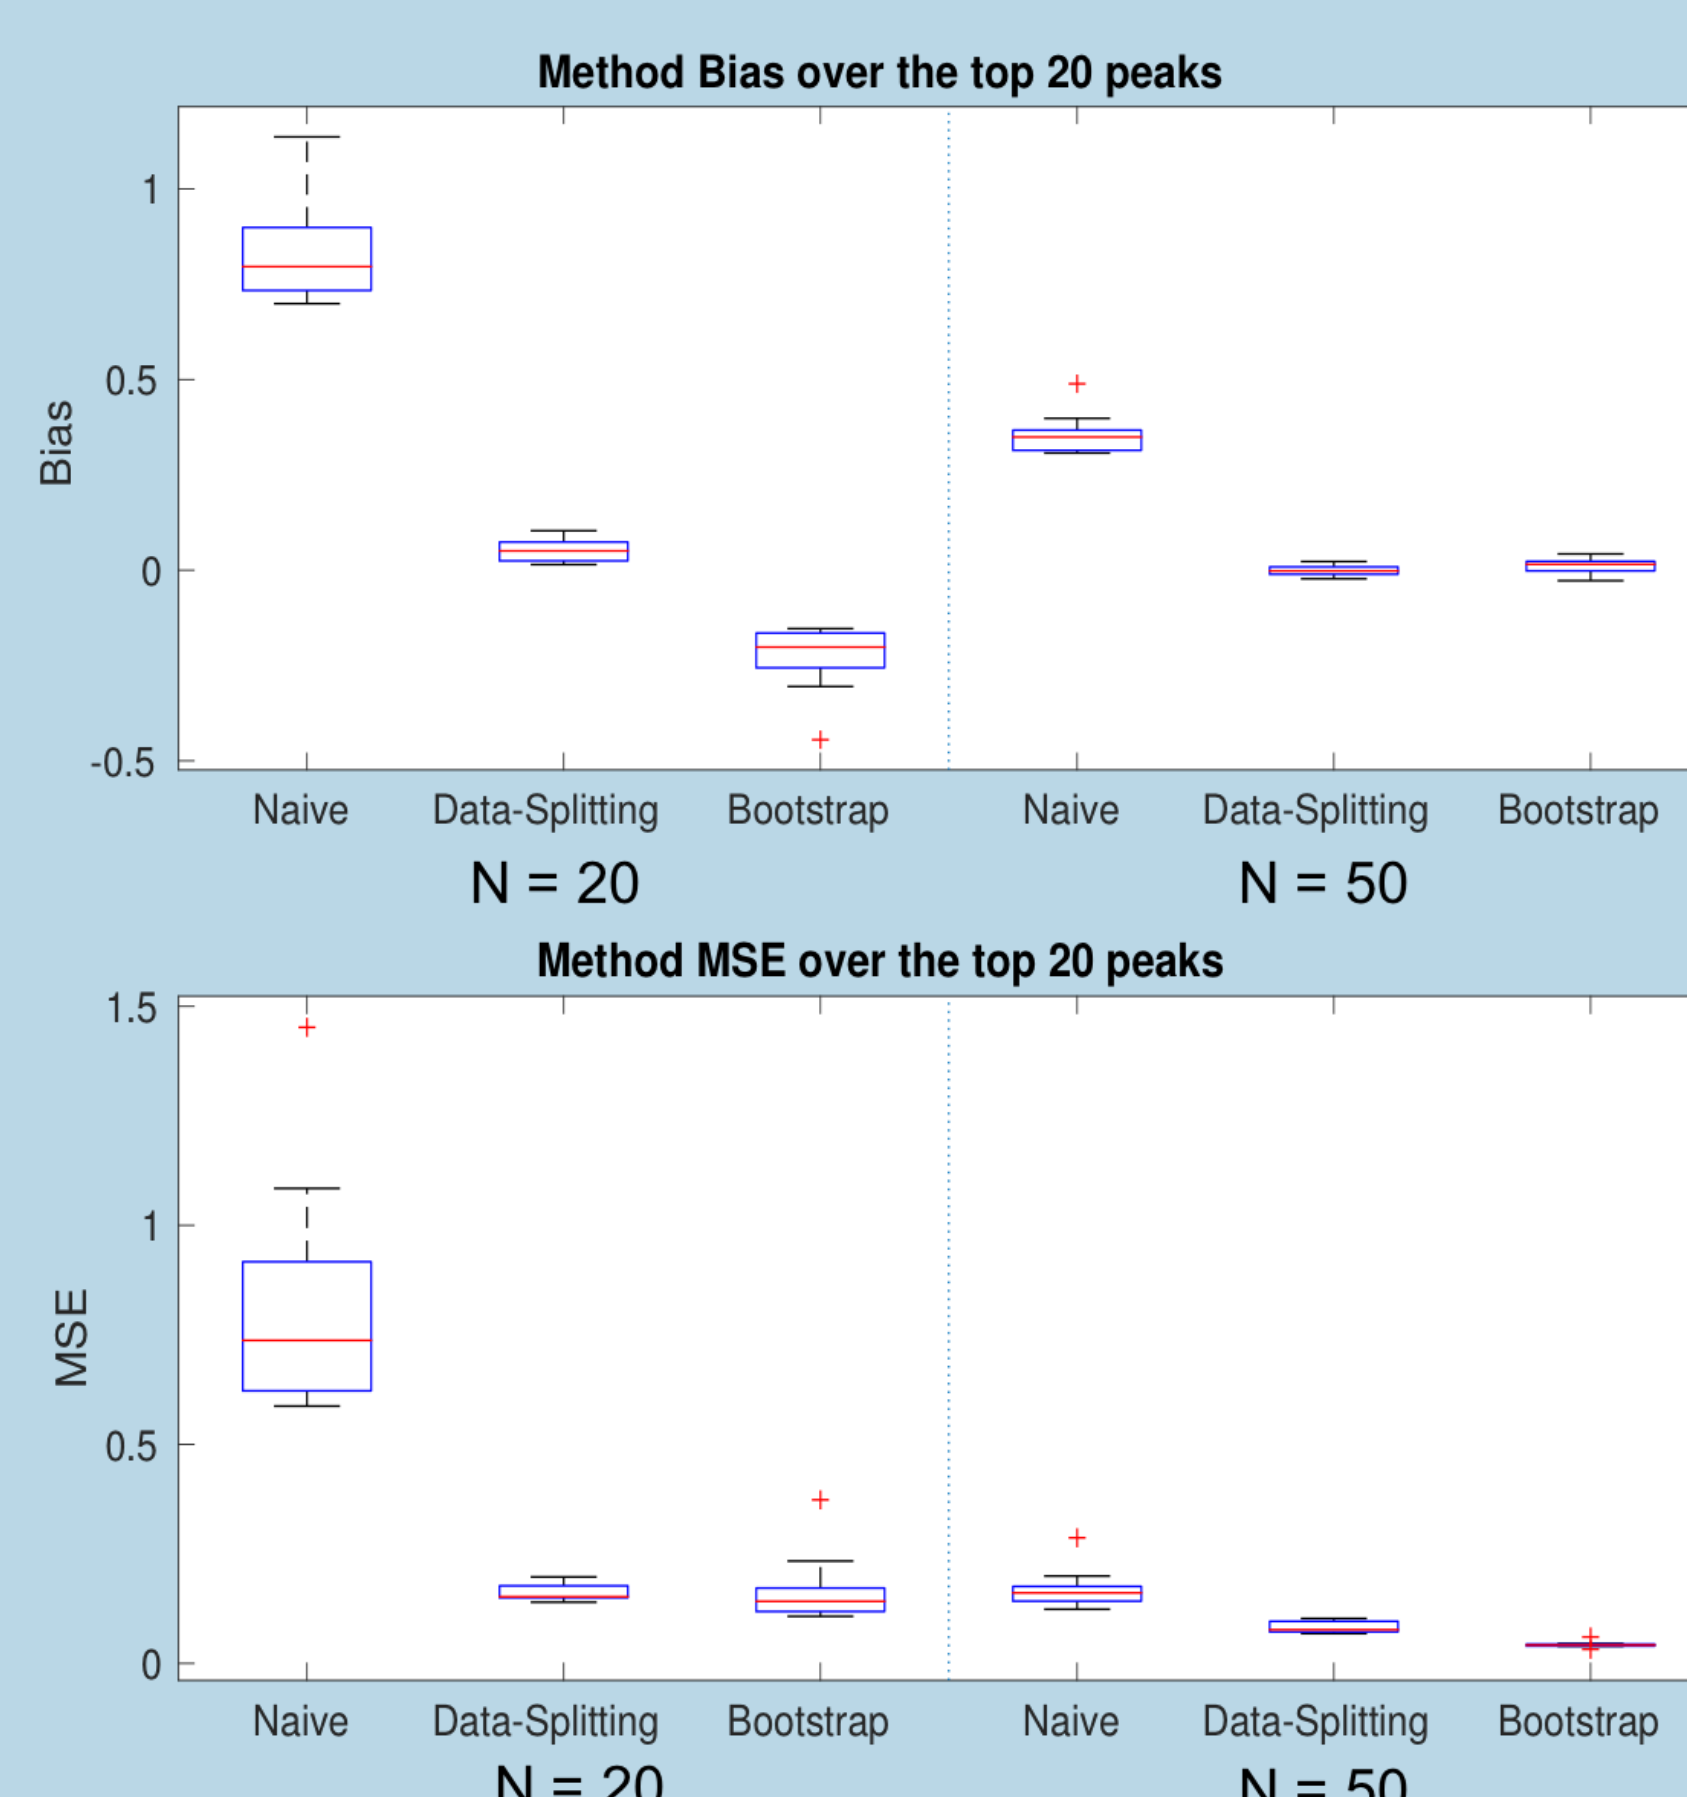 Method Bias over the top 20 peaks
1
0.5
0
-0.5
Bias
Naive Data-Splitting Bootstrap Naive Data-Splitting Bootstrap
N = 20 N = 50
Method MSE over the top 20 peaks
1.5
1
0.5
0
MSE
Naive Data-Splitting Bootstrap Naive Data-Splitting Bootstrap
N = 20 N = 50